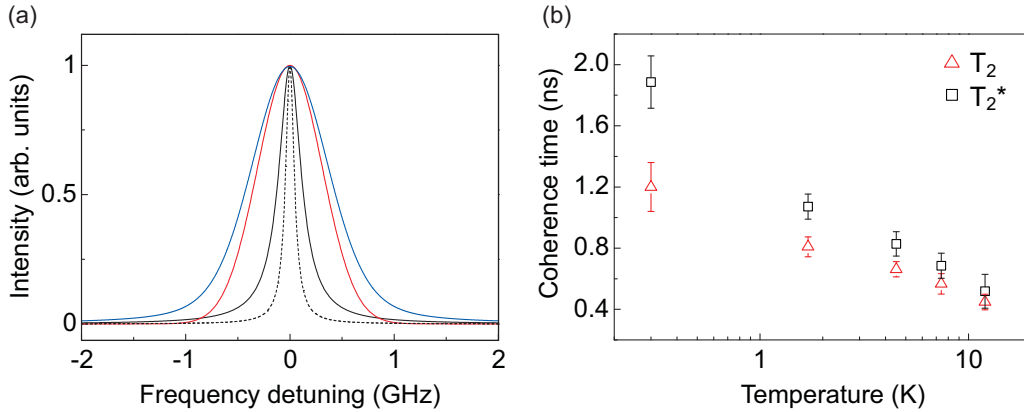 (a)
Intensity (arb. units)
1
0.5
0
-2
-1
0
1
2
Frequency detuning (GHz)
(b)
Coherence time (ns)
2.0
1.6
1.2
0.8
0.4
T₂
T₂*
1
10
Temperature (K)